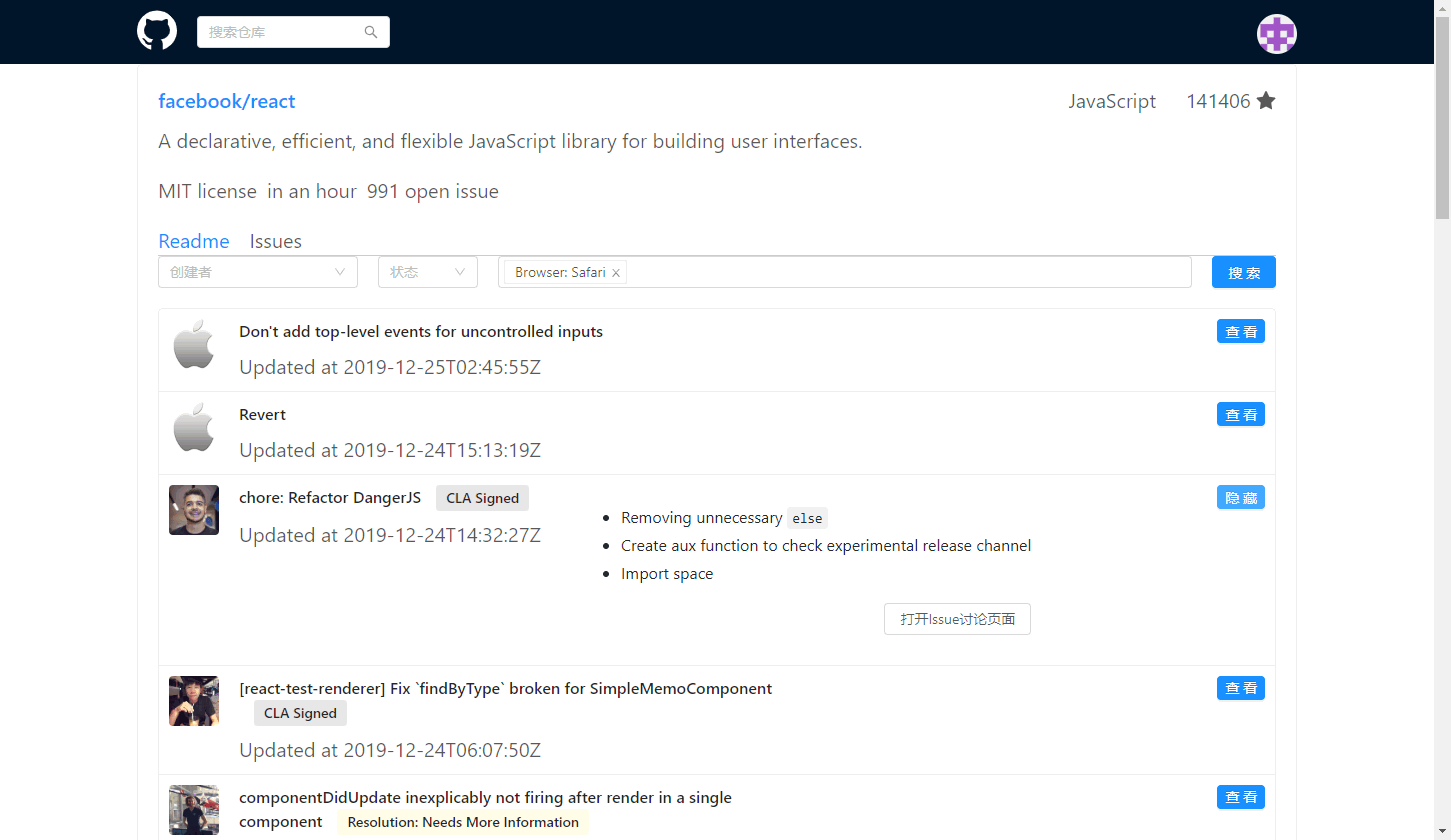 搜索仓库
facebook/react JavaScript 141406
A declarative, efficient, and flexible JavaScript library for building user interfaces.
MIT license in an hour 991 open issue
Readme Issues
创建者 状态 Browser: Safari 搜 索
Don't add top-level events for uncontrolled inputs 查 看
Updated at 2019-12-25T02:45:55Z
Revert 查 看
Updated at 2019-12-24T15:13:19Z
chore: Refactor DangerJS CLA Signed 隐 藏
Updated at 2019-12-24T14:32:27Z
Removing unnecessary else
Create aux function to check experimental release channel
Import space
打开Issue讨论页面
[react-test-renderer] Fix `findByType` broken for SimpleMemoComponent 查 看
CLA Signed
Updated at 2019-12-24T06:07:50Z
componentDidUpdate inexplicably not firing after render in a single 查 看
component Resolution: Needs More Information